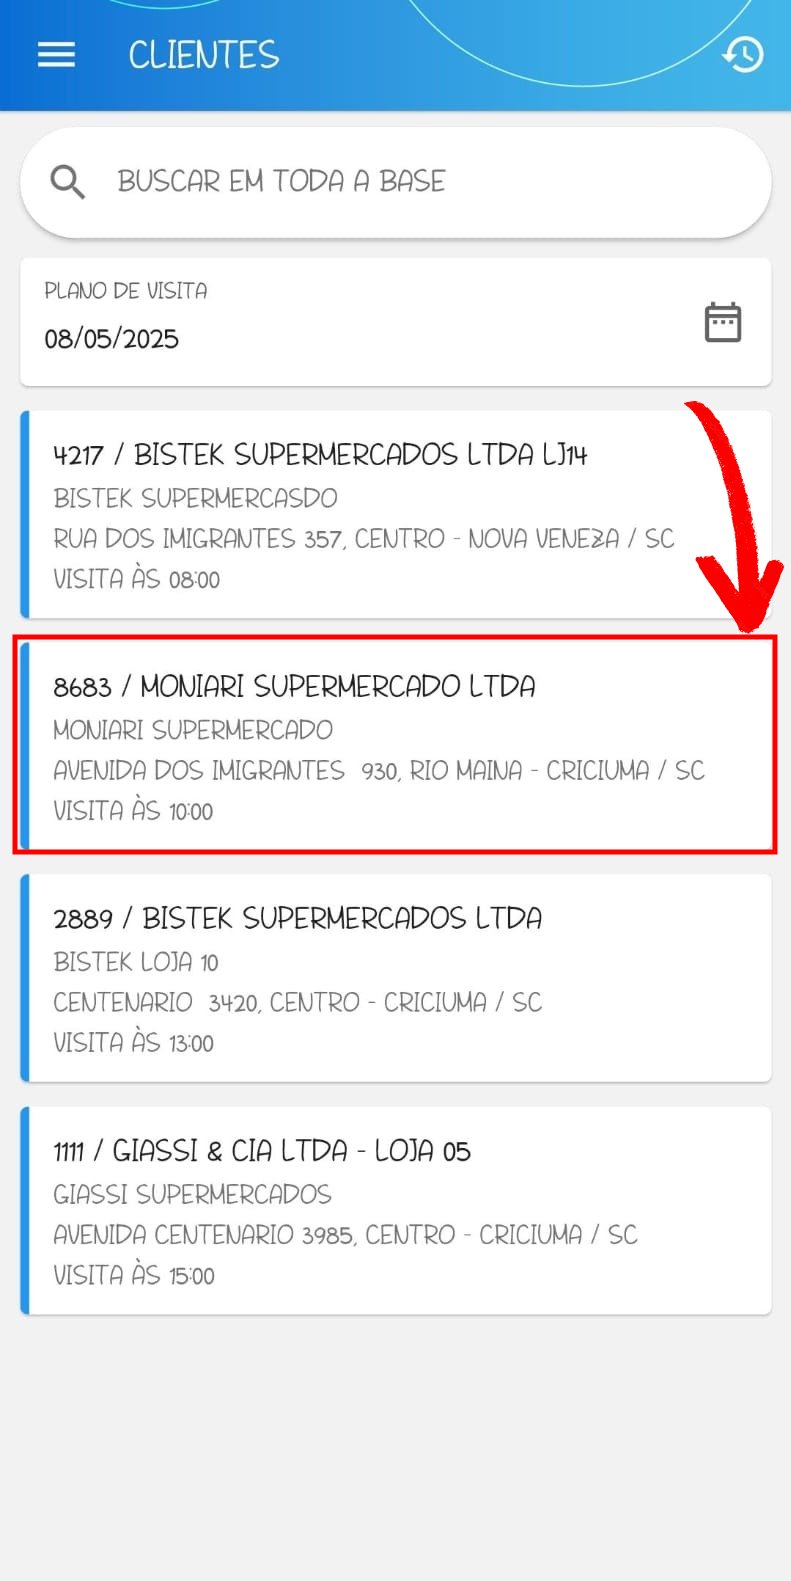 CLIENTES
BUSCAR EM TODA A BASE
PLANO DE VISITA
08/05/2025
4217 / BISTEK SUPERMERCADOS LTDA LJ14
BISTEK SUPERMERCASDO
RUA DOS IMIGRANTES 357, CENTRO - NOVA VENEZA / SC
VISITA ÀS 08:00
8683 / MONIARI SUPERMERCADO LTDA
MONIARI SUPERMERCADO
AVENIDA DOS IMIGRANTES  930, RIO MAINA - CRICIUMA / SC
VISITA ÀS 10:00
2889 / BISTEK SUPERMERCADOS LTDA
BISTEK LOJA 10
CENTENARIO  3420, CENTRO - CRICIUMA / SC
VISITA ÀS 13:00
1111 / GIASSI & CIA LTDA - LOJA 05
GIASSI SUPERMERCADOS
AVENIDA CENTENARIO 3985, CENTRO - CRICIUMA / SC
VISITA ÀS 15:00